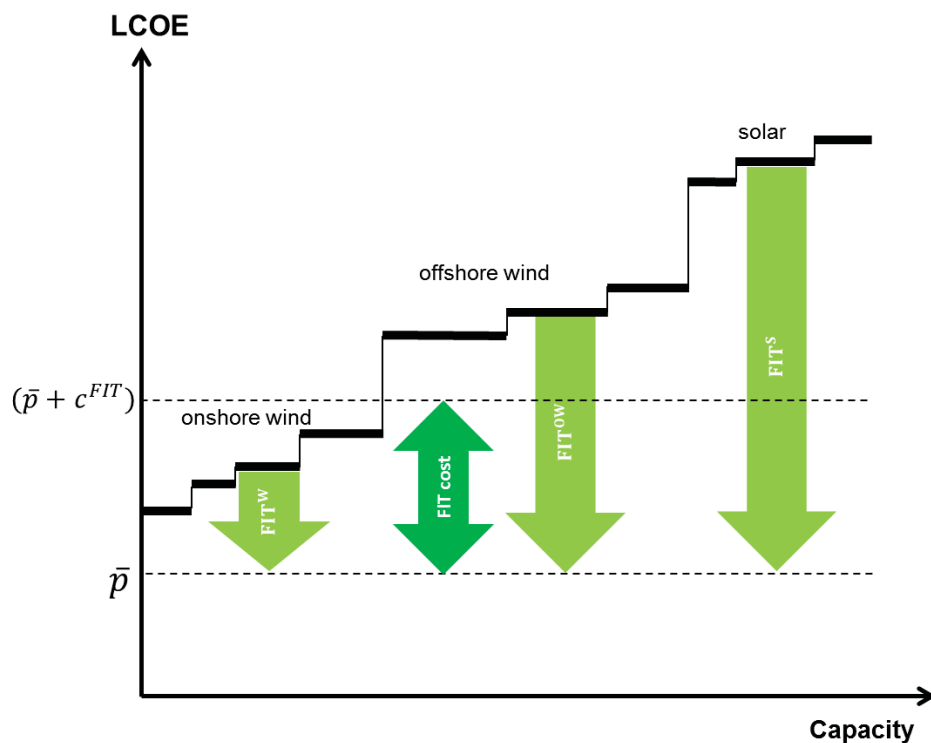 LCOE
solar
offshore wind
(p̄ + c^FIT)
onshore wind
FIT^W
FIT cost
FIT^OW
FIT^S
p̄
Capacity